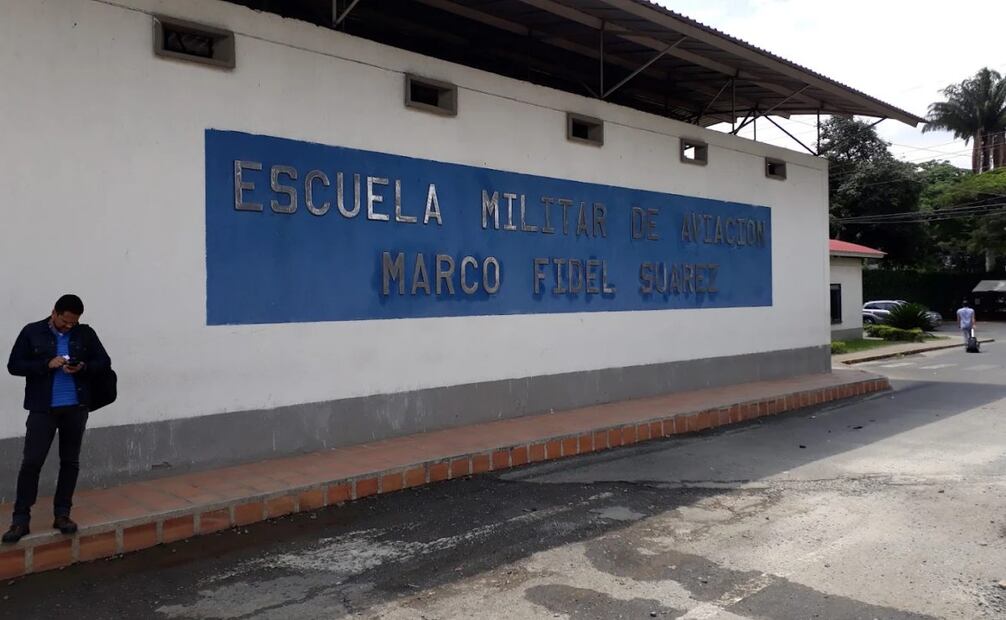 ESCUELA MILITAR DE AVIACION
MARCO FIDEL SUAREZ